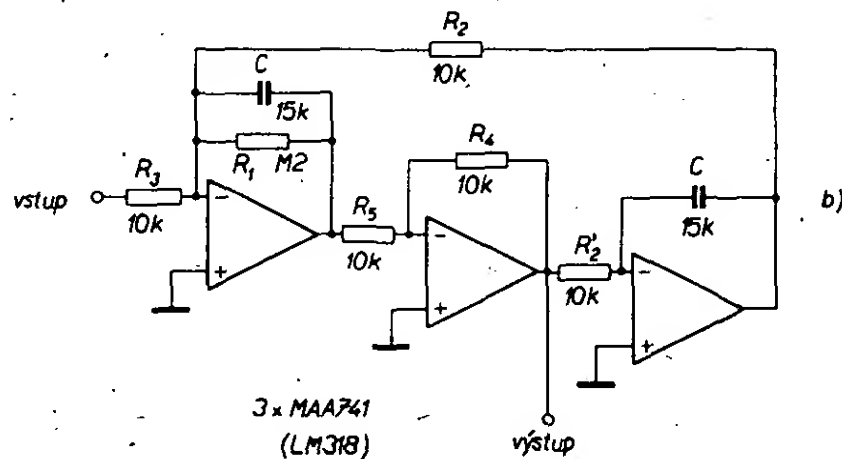 R2
10k
C
15k
R1 M2
R3
10k
vstup
-
+
R5
10k
R4
10k
-
+
R'2
10k
C
15k
-
+
b)
3 x MAA741
(LM318)
výstup